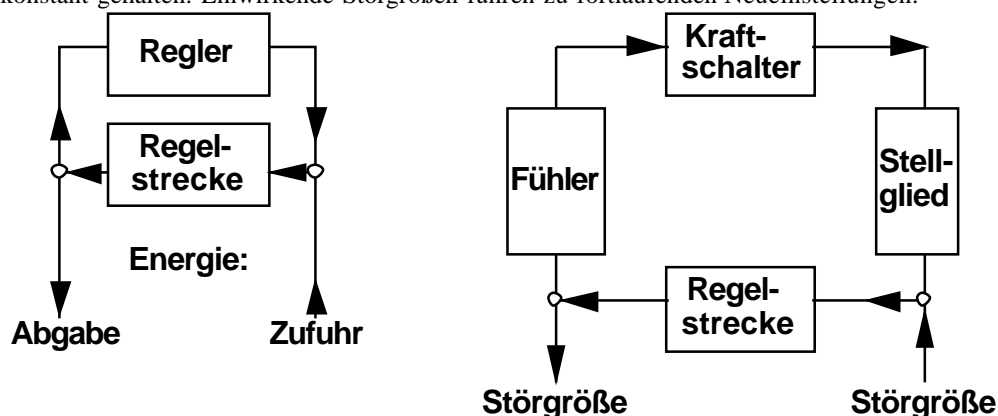 konstant gehalten. Einwirkende Störgrößen führen zu fortlaufenden Neueinstellungen.
Regler
Regel-
strecke
Energie:
Abgabe
Zufuhr
Kraft-
schalter
Fühler
Stell-
glied
Regel-
strecke
Störgröße
Störgröße